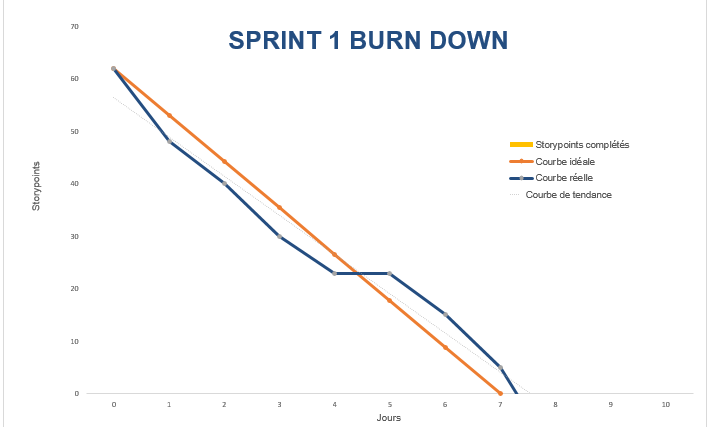 SPRINT 1 BURN DOWN
70
60
50
40
30
20
10
0
Storypoints
Storypoints complétés
Courbe idéale
Courbe réelle
Courbe de tendance
0 1 2 3 4 5 6 7 8 9 10
Jours